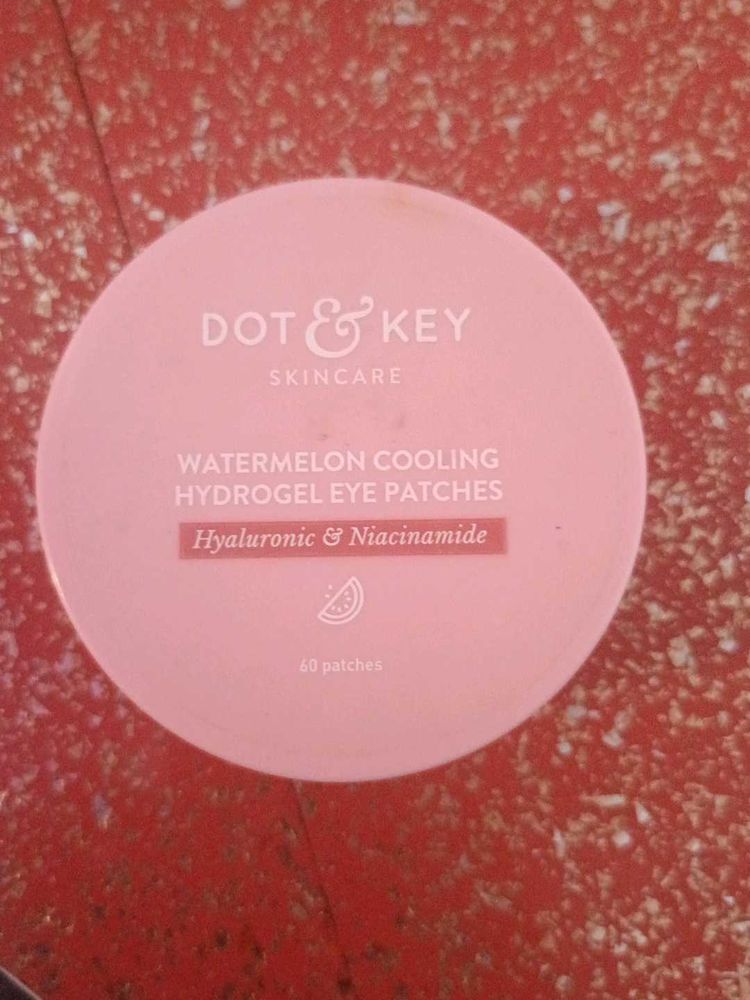 DOT & KEY
SKINCARE
WATERMELON COOLING
HYDROGEL EYE PATCHES
Hyaluronic & Niacinamide
60 patches